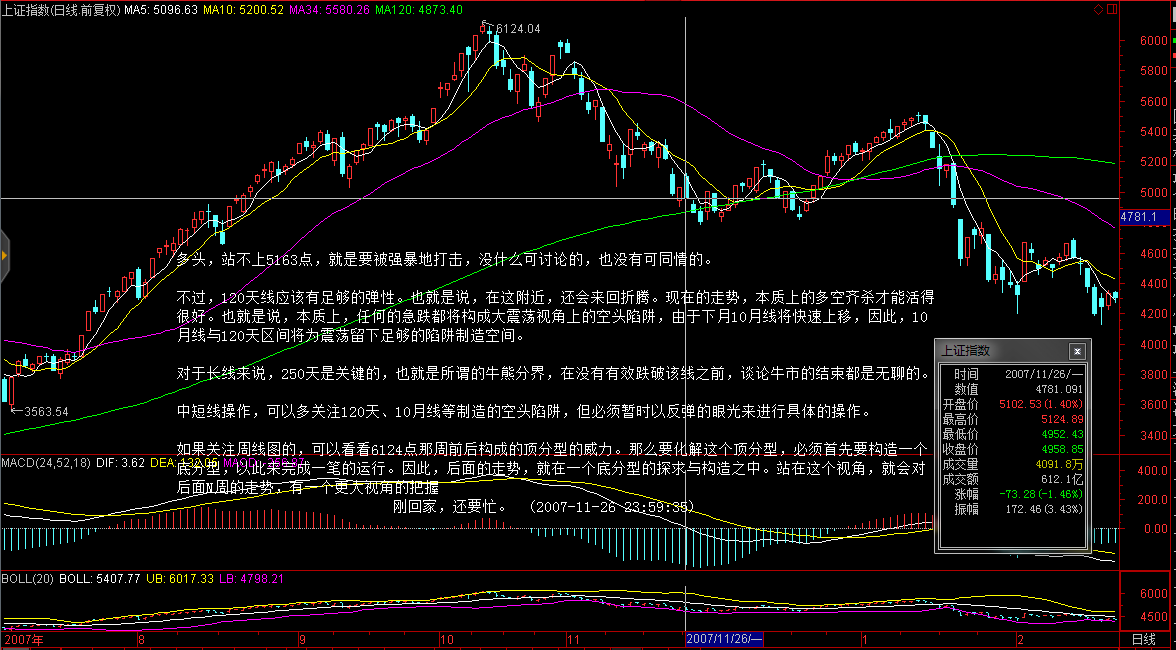 上证指数(日线.前复权) MA5: 5096.63 MA10: 5200.52 MA34: 5580.26 MA120: 4873.40
6124.04
6000
5800
5600
5400
5200
5000
4781.1
4600
4400
4200
4000
3800
3600
3400
多头，站不上5163点，就是要被强暴地打击，没什么可讨论的，也没有可同情的。
不过，120天线应该有足够的弹性。也就是说，在这附近，还会来回折腾。现在的走势，本质上的多空齐杀才能活得
很好。也就是说，本质上，任何的急跌都将构成大震荡视角上的空头陷阱，由于下月10月线将快速上移，因此，10
月线与120天区间将为震荡留下足够的陷阱制造空间。
对于长线来说，250天是关键的，也就是所谓的牛熊分界，在没有有效跌破该线之前，谈论牛市的结束都是无聊的。
中短线操作，可以多关注120天、10月线等制造的空头陷阱，但必须暂时以反弹的眼光来进行具体的操作。
如果关注周线图的，可以看看6124点那周前后构成的顶分型的威力。那么要化解这个顶分型，必须首先要构造一个
底分型，以此来完成一笔的运行。因此，后面的走势，就在一个底分型的探求与构造之中。站在这个视角，就会对
后面N周的走势，有一个更大视角的把握
刚回家，还要忙。 （2007-11-26 23:59:35）
3563.54
上证指数
x
时间 2007/11/26/一
数值 4781.091
开盘价 5102.53(1.40%)
最高价 5124.89
最低价 4952.43
收盘价 4958.85
成交量 4091.8万
成交额 612.1亿
涨幅 -73.28(-1.46%)
振幅 172.46(3.43%)
MACD(24,52,18) DIF: 3.62 DEA: 132.05
400.0
200.0
0.00
BOLL(20) BOLL: 5407.77 UB: 6017.33 LB: 4798.21
6000
4500
2007年 8 9 10 11 2007/11/26/一 1 2 日线